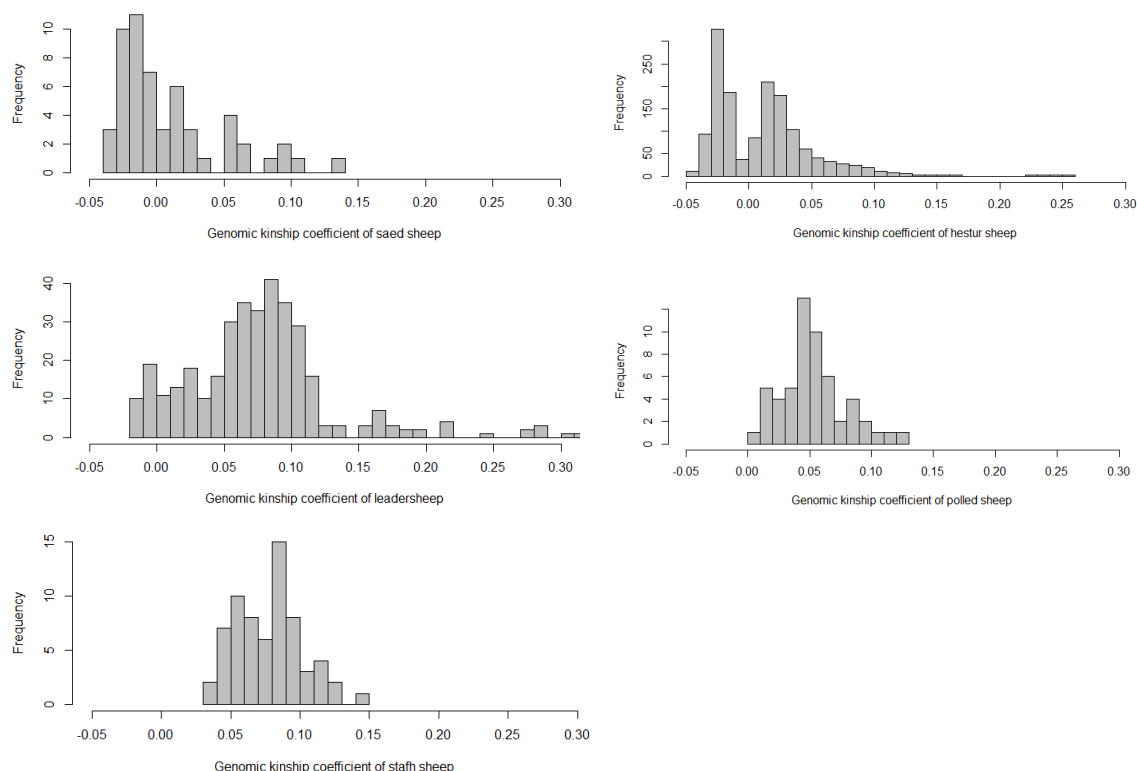 Frequency
0 2 4 6 8 10
-0.05 0.00 0.05 0.10 0.15 0.20 0.25 0.30
Genomic kinship coefficient of saed sheep
Frequency
0 50 150 250
-0.05 0.00 0.05 0.10 0.15 0.20 0.25 0.30
Genomic kinship coefficient of hestur sheep
Frequency
0 10 20 30 40
-0.05 0.00 0.05 0.10 0.15 0.20 0.25 0.30
Genomic kinship coefficient of leadersheep
Frequency
0 2 4 6 8 10
-0.05 0.00 0.05 0.10 0.15 0.20 0.25 0.30
Genomic kinship coefficient of polled sheep
Frequency
0 5 10 15
-0.05 0.00 0.05 0.10 0.15 0.20 0.25 0.30
Genomic kinship coefficient of stafh sheep